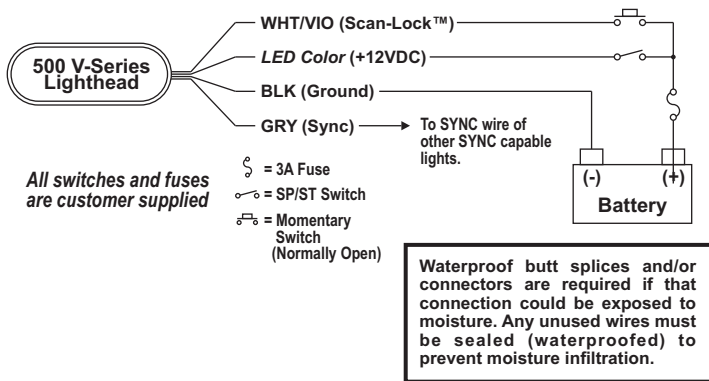 WHT/VIO (Scan-Lock™)
500 V-Series
Lighthead
LED Color (+12VDC)
BLK (Ground)
GRY (Sync)
To SYNC wire of
other SYNC capable
lights.
All switches and fuses
are customer supplied
= 3A Fuse
= SP/ST Switch
= Momentary
Switch
(Normally Open)
(-)
(+)
Battery
Waterproof butt splices and/or
connectors are required if that
connection could be exposed to
moisture. Any unused wires must
be sealed (waterproofed) to
prevent moisture infiltration.